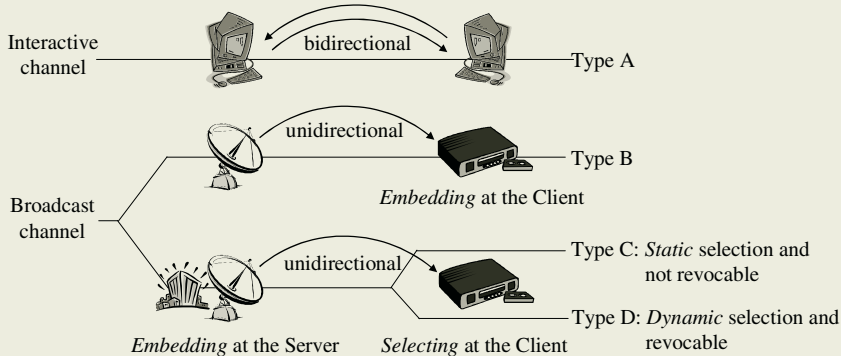 Interactive
channel
bidirectional
Type A
unidirectional
Type B
Embedding at the Client
Broadcast
channel
unidirectional
Type C: Static selection and
not revocable
Type D: Dynamic selection and
revocable
Embedding at the Server
Selecting at the Client